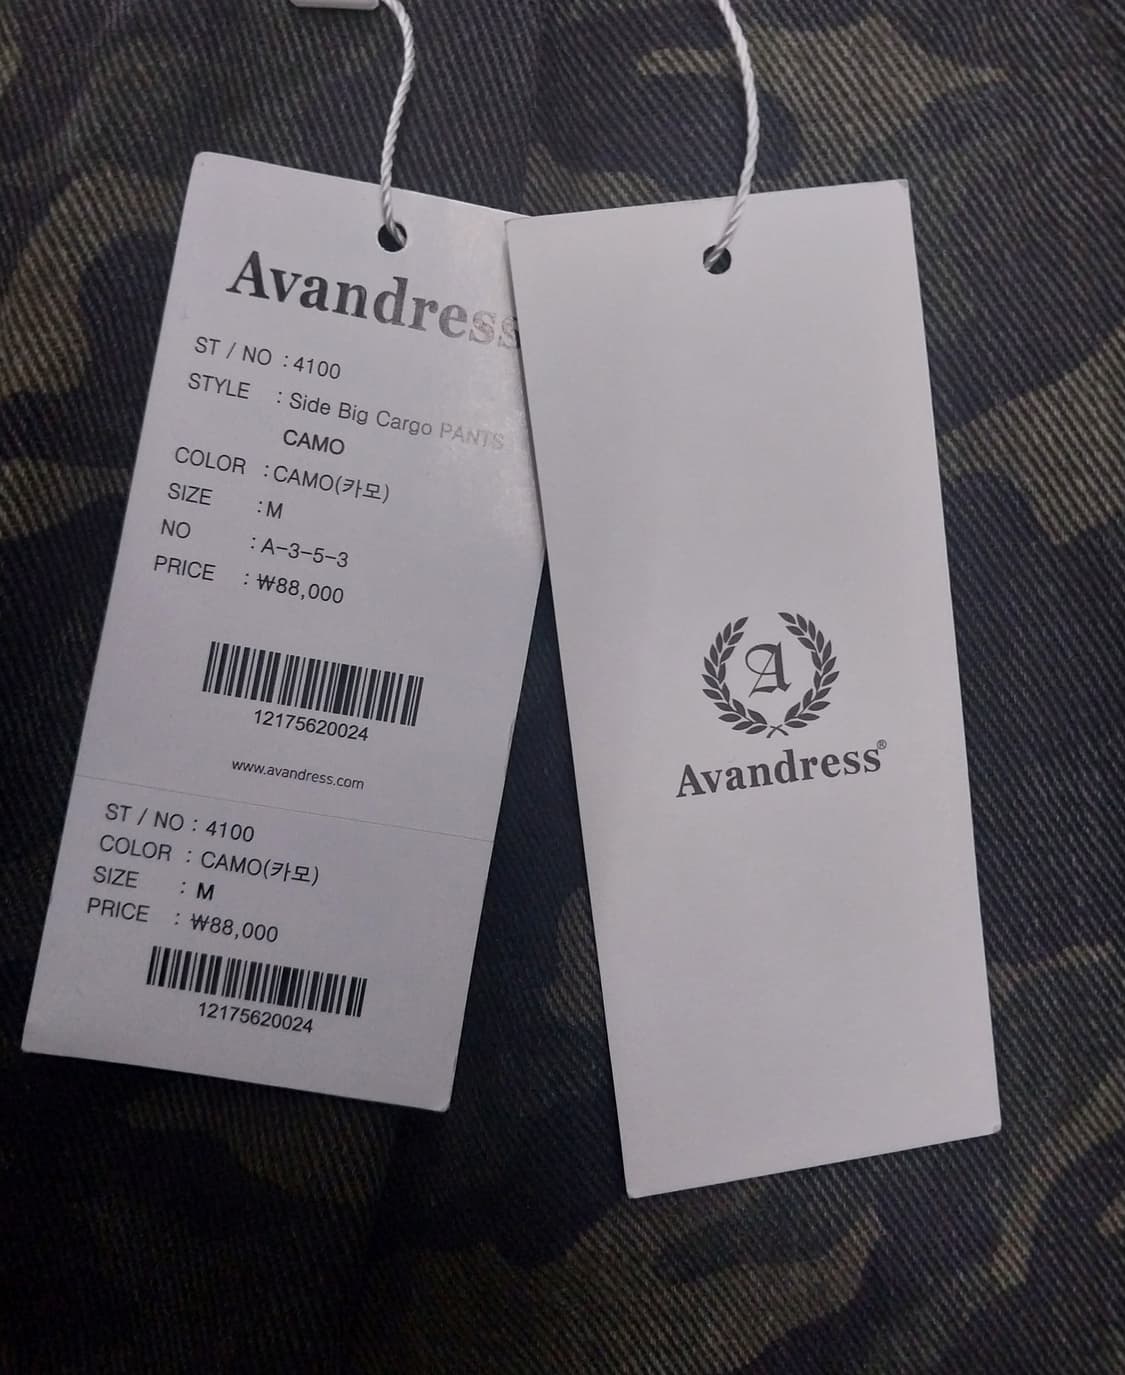 Avandress
ST / NO : 4100
STYLE : Side Big Cargo PANTS
CAMO
COLOR : CAMO(카모)
SIZE : M
NO : A-3-5-3
PRICE : ₩88,000
12175620024
www.avandress.com
ST / NO : 4100
COLOR : CAMO(카모)
SIZE : M
PRICE : ₩88,000
12175620024
A
Avandress®